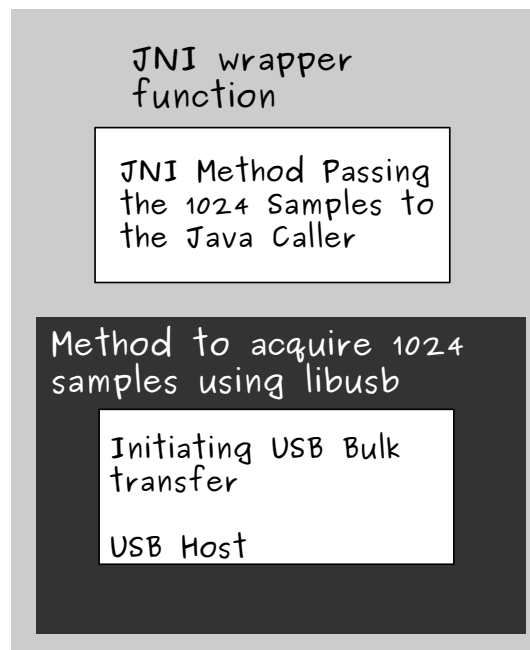 JNI wrapper
function
JNI Method Passing
the 1024 Samples to
the Java Caller
Method to acquire 1024
samples using libusb
Initiating USB Bulk
transfer
USB Host